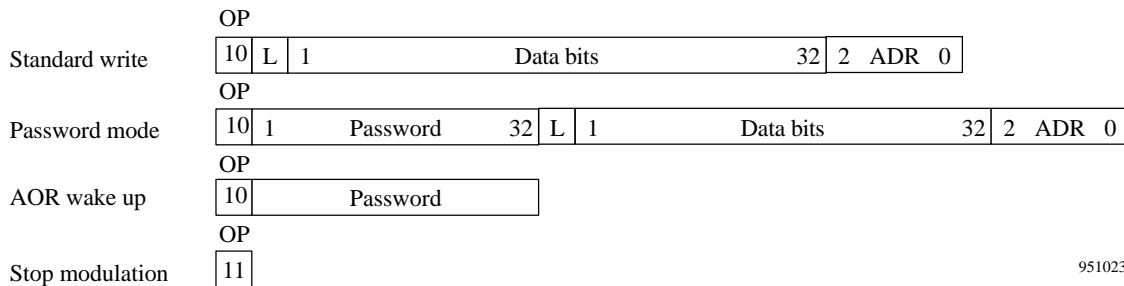 OP
Standard write 10 L 1 Data bits 32 2 ADR 0
OP
Password mode 10 1 Password 32 L 1 Data bits 32 2 ADR 0
OP
AOR wake up 10 Password
OP
Stop modulation 11 951023